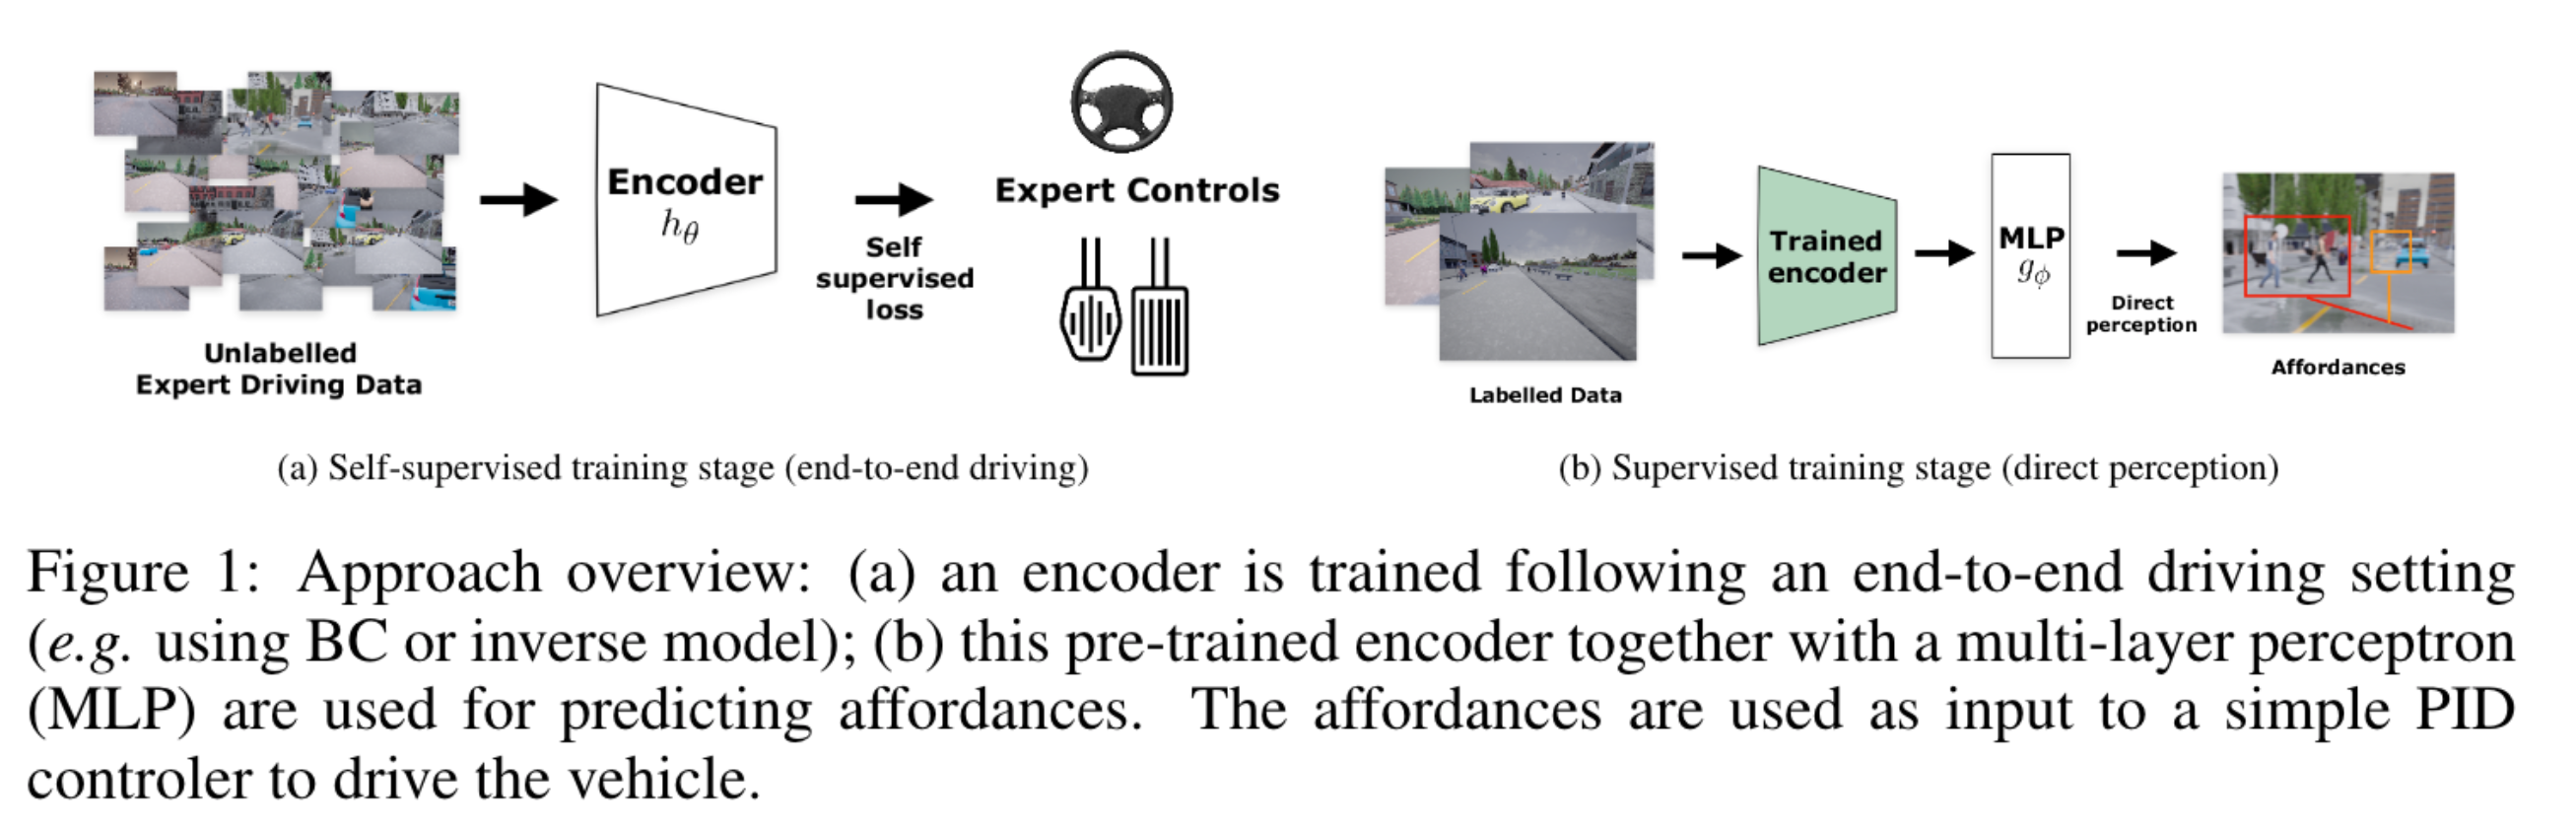 Unlabelled
Expert Driving Data
Encoder
hθ
Self
supervised
loss
Expert Controls
(a) Self-supervised training stage (end-to-end driving)
Labelled Data
Trained
encoder
MLP
gϕ
Direct
perception
Affordances
(b) Supervised training stage (direct perception)
Figure 1: Approach overview: (a) an encoder is trained following an end-to-end driving setting
(e.g. using BC or inverse model); (b) this pre-trained encoder together with a multi-layer perceptron
(MLP) are used for predicting affordances. The affordances are used as input to a simple PID
controler to drive the vehicle.